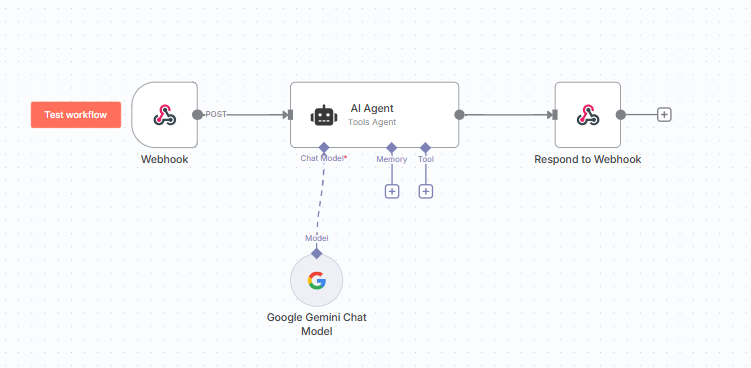 Test workflow
POST
AI Agent
Tools Agent
Webhook
Chat Model*
Memory
Tool
Respond to Webhook
Model
Google Gemini Chat
Model